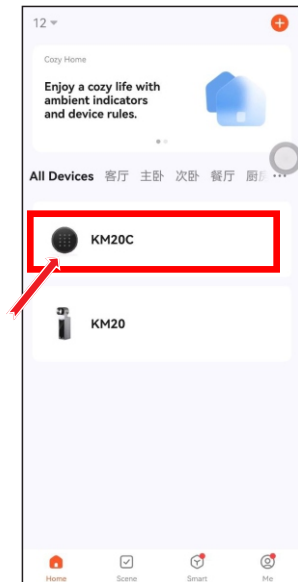 12
Cozy Home
Enjoy a cozy life with
ambient indicators
and device rules.
All Devices 客厅 主卧 次卧 餐厅 厨房 ...
KM20C
KM20
Home Scene Smart Me